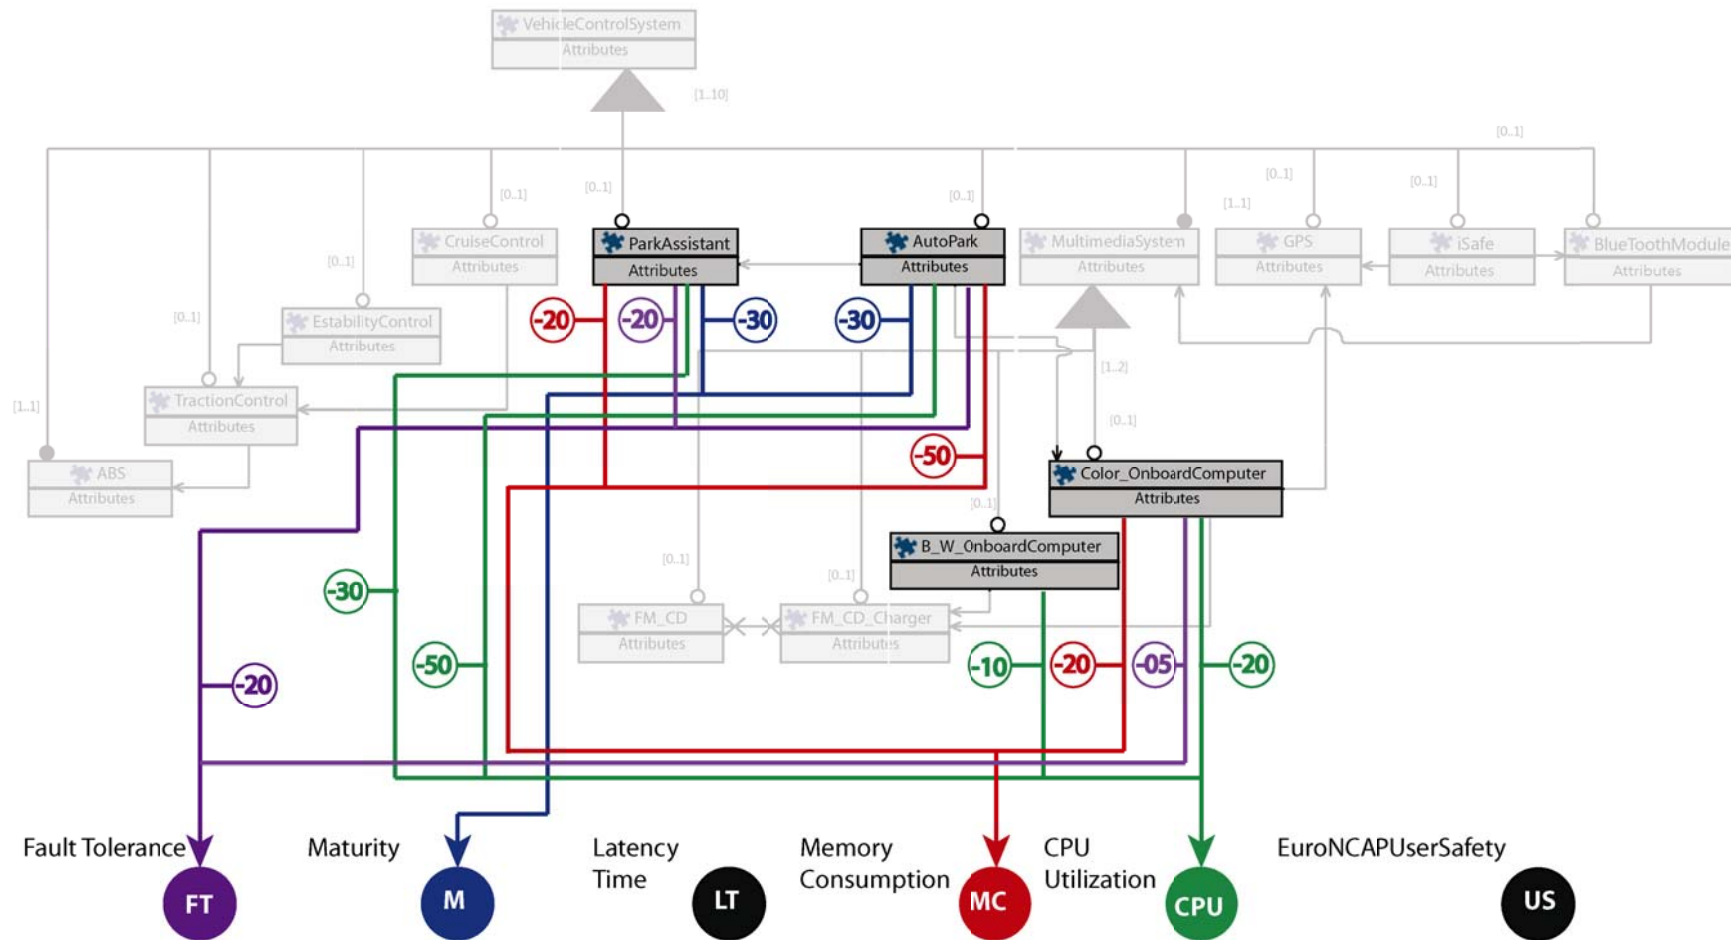 VehicleControlSystem
Attributes
[1..10]
[0..1]
[0..1]
[0..1]
[0..1]
[0..1]
[0..1]
[1..1]
CruiseControl
Attributes
ParkAssistant
Attributes
AutoPark
Attributes
MultimediaSystem
Attributes
GPS
Attributes
iSafe
Attributes
BlueToothModule
Attributes
[0..1]
[0..1]
EstabilityControl
Attributes
-20
-20
-30
-30
[1..2]
[1..1]
TractionControl
Attributes
[0..1]
-50
ABS
Attributes
Color_OnboardComputer
Attributes
[0..1]
B_W_OnboardComputer
Attributes
[0..1]
[0..1]
-30
FM_CD
Attributes
FM_CD_Charger
Attributes
-50
-10
-20
-05
-20
-20
Fault Tolerance
Maturity
Latency
Time
Memory
Consumption
CPU
Utilization
EuroNCAPUserSafety
FT
M
LT
MC
CPU
US